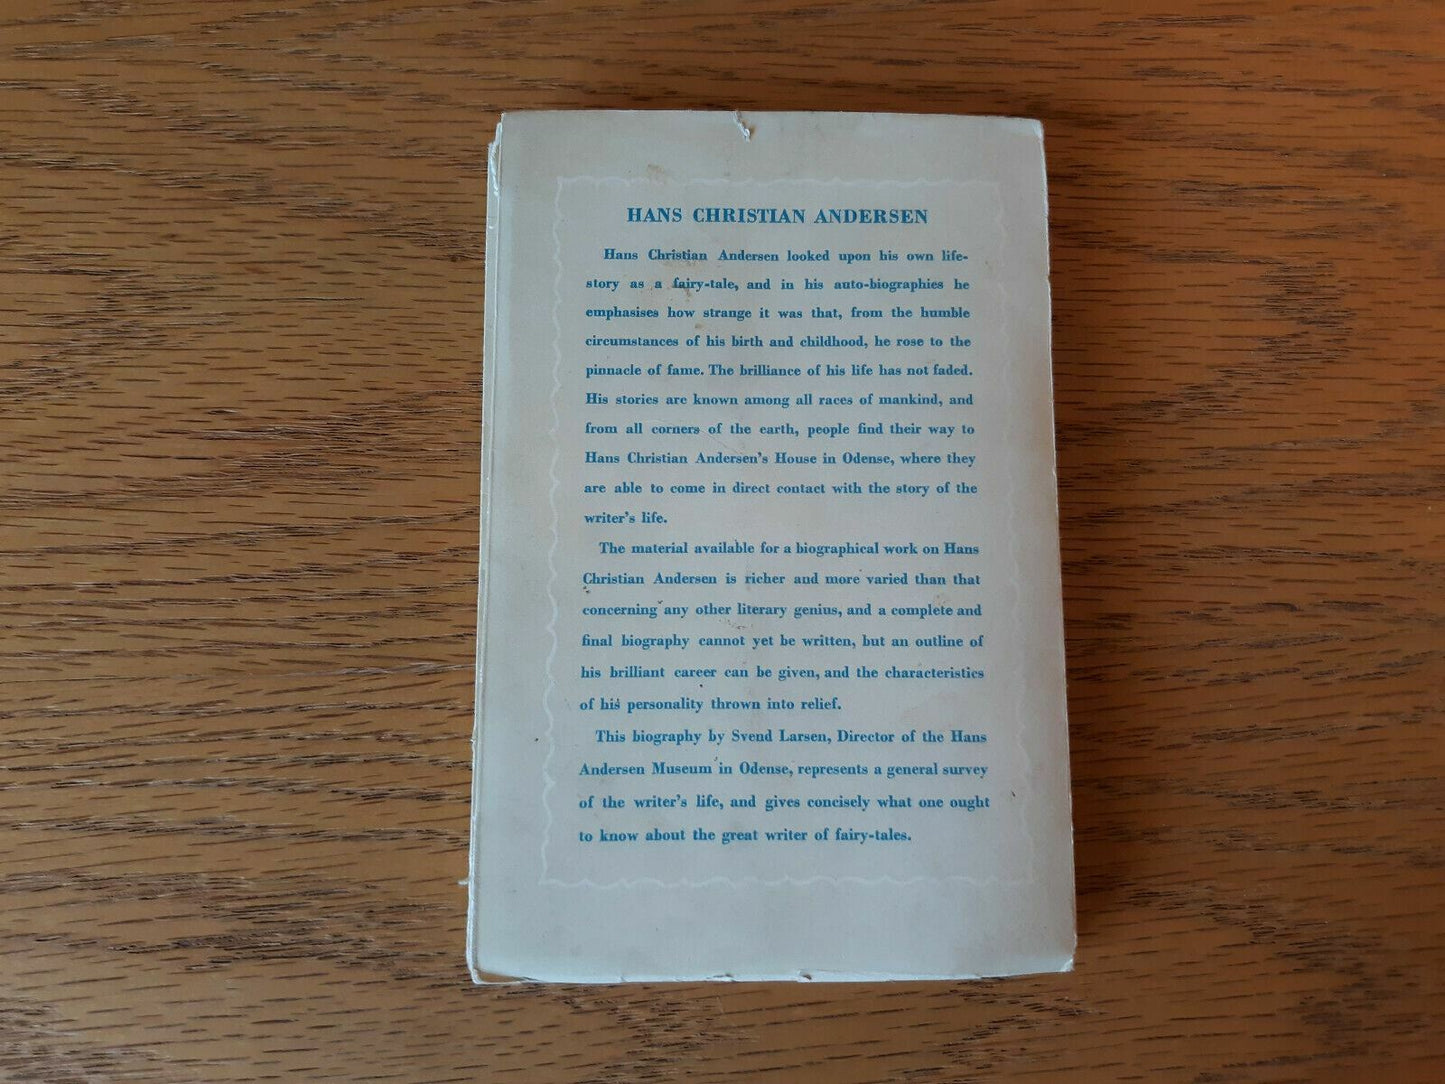 HANS CHRISTIAN ANDERSEN
Hans Christian Andersen looked upon his own life-
story as a fairy-tale, and in his auto-biographies he
emphasises how strange it was that, from the humble
circumstances of his birth and childhood, he rose to the
pinnacle of fame. The brilliance of his life has not faded.
His stories are known among all races of mankind, and
from all corners of the earth, people find their way to
Hans Christian Andersen's House in Odense, where they
are able to come in direct contact with the story of the
writer's life.
The material available for a biographical work on Hans
Christian Andersen is richer and more varied than that
concerning any other literary genius, and a complete and
final biography cannot yet be written, but an outline of
his brilliant career can be given, and the characteristics
of his personality thrown into relief.
This biography by Svend Larsen, Director of the Hans
Andersen Museum in Odense, represents a general survey
of the writer's life, and gives concisely what one ought
to know about the great writer of fairy-tales.